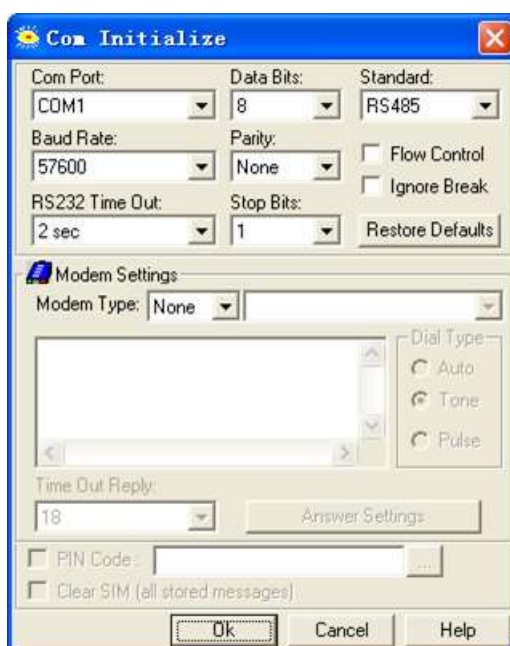 Com Initialize
Com Port: Data Bits: Standard:
COM1 8 RS485
Baud Rate: Parity:
57600 None Flow Control
Ignore Break
RS232 Time Out: Stop Bits:
2 sec 1 Restore Defaults
Modem Settings
Modem Type: None
Dial Type
Auto
Tone
Pulse
Time Out Reply:
18 Answer Settings
PIN Code: ...
Clear SIM (all stored messages)
Ok Cancel Help